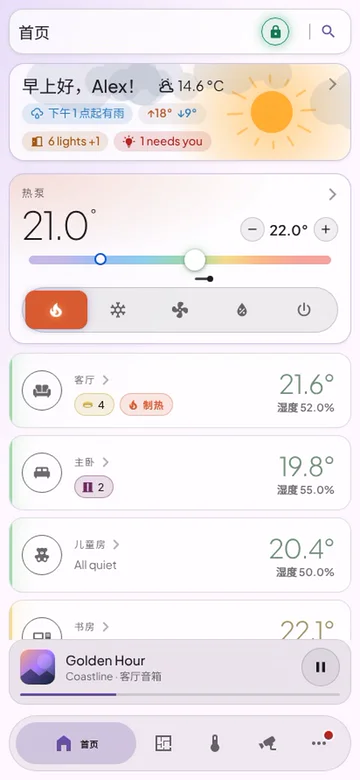 首页
早上好，Alex！ 14.6 °C
下午1点起有雨 ↑18° ↓9°
6 lights +1 1 needs you
热泵
21.0°
− 22.0° +
客厅
21.6°
4 制热
湿度 52.0%
主卧
19.8°
2
湿度 55.0%
儿童房
20.4°
All quiet
湿度 50.0%
书房
22.1°
Golden Hour
Coastline · 客厅音箱
首页